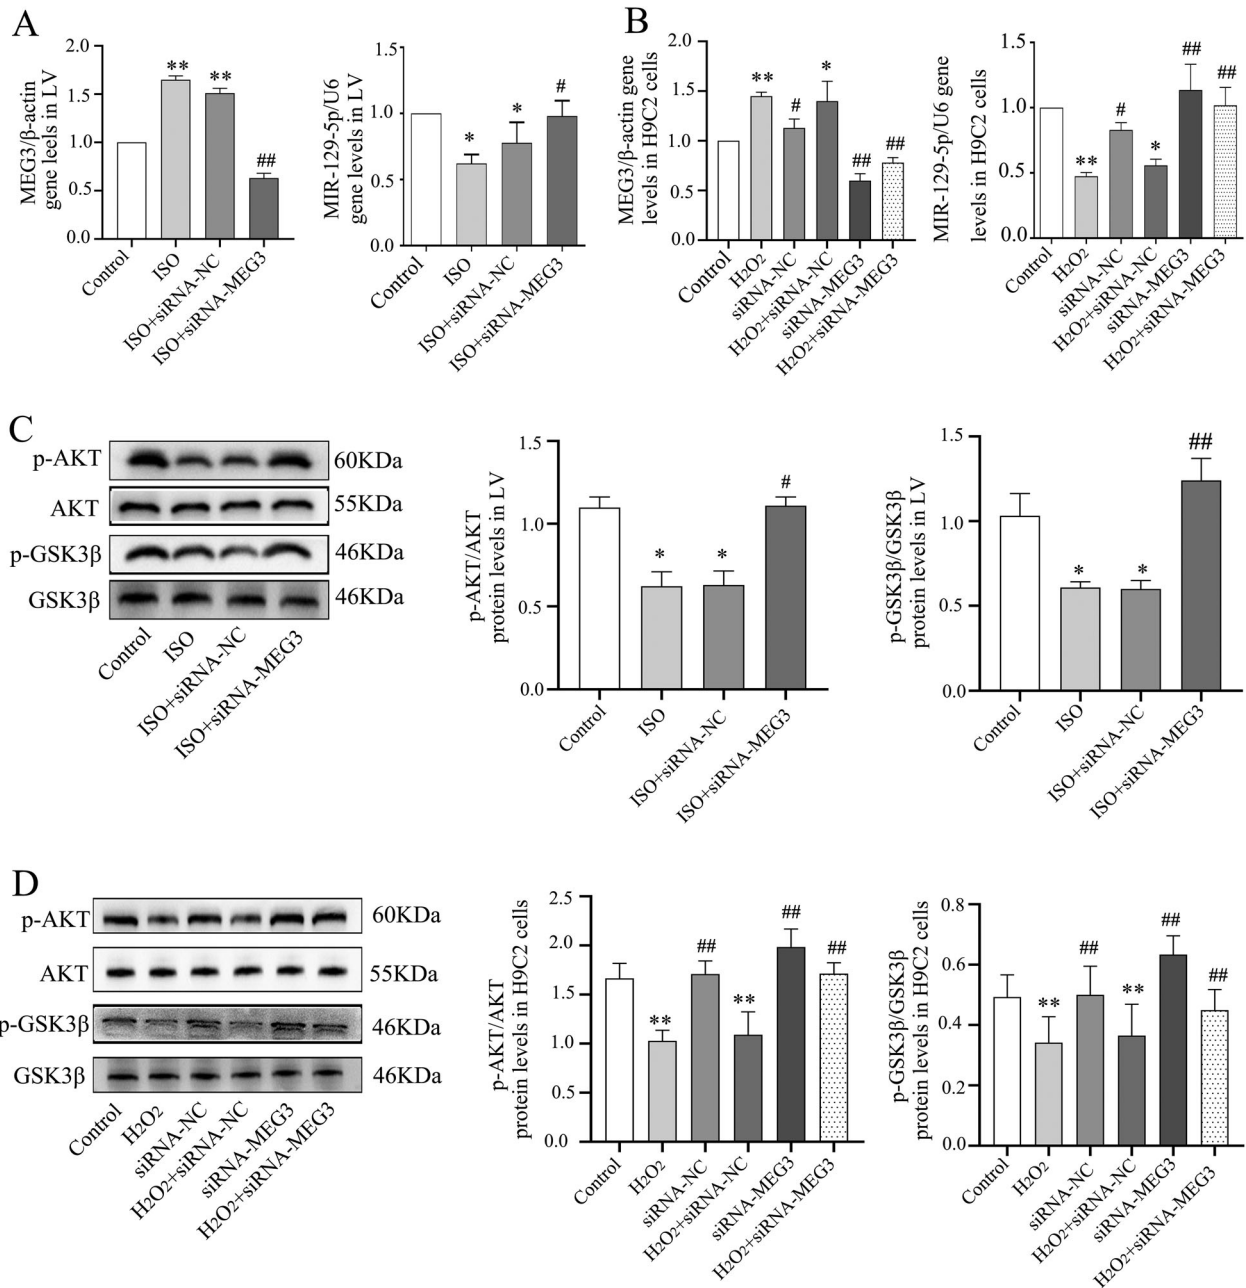 A
MEG3/β-actin
gene leels in LV
2.0
1.5
1.0
0.5
0.0
**
**
##
Control
ISO
ISO+siRNA-NC
ISO+siRNA-MEG3
MIR-129-5p/U6
gene levels in LV
1.5
1.0
0.5
0.0
*
*
#
Control
ISO
ISO+siRNA-NC
ISO+siRNA-MEG3
B
MEG3/β-actin gene
levels in H9C2 cells
2.0
1.5
1.0
0.5
0.0
**
#
*
##
##
Control
H2O2
siRNA-NC
H2O2+siRNA-NC
siRNA-MEG3
H2O2+siRNA-MEG3
MIR-129-5p/U6 gene
levels in H9C2 cells
1.5
1.0
0.5
0.0
**
#
*
##
##
Control
H2O2
siRNA-NC
H2O2+siRNA-NC
siRNA-MEG3
H2O2+siRNA-MEG3
C
p-AKT 60KDa
AKT 55KDa
p-GSK3β 46KDa
GSK3β 46KDa
Control
ISO
ISO+siRNA-NC
ISO+siRNA-MEG3
p-AKT/AKT
protein levels in LV
1.5
1.0
0.5
0.0
*
*
#
Control
ISO
ISO+siRNA-NC
ISO+siRNA-MEG3
p-GSK3β/GSK3β
protein levels in LV
1.5
1.0
0.5
0.0
*
*
##
Control
ISO
ISO+siRNA-NC
ISO+siRNA-MEG3
D
p-AKT 60KDa
AKT 55KDa
p-GSK3β 46KDa
GSK3β 46KDa
Control
H2O2
siRNA-NC
H2O2+siRNA-NC
siRNA-MEG3
H2O2+siRNA-MEG3
p-AKT/AKT
protein levels in H9C2 cells
2.5
2.0
1.5
1.0
0.5
0.0
**
##
**
##
##
Control
H2O2
siRNA-NC
H2O2+siRNA-NC
siRNA-MEG3
H2O2+siRNA-MEG3
p-GSK3β/GSK3β
protein levels in H9C2 cells
0.8
0.6
0.4
0.2
0.0
**
##
**
##
##
Control
H2O2
siRNA-NC
H2O2+siRNA-NC
siRNA-MEG3
H2O2+siRNA-MEG3